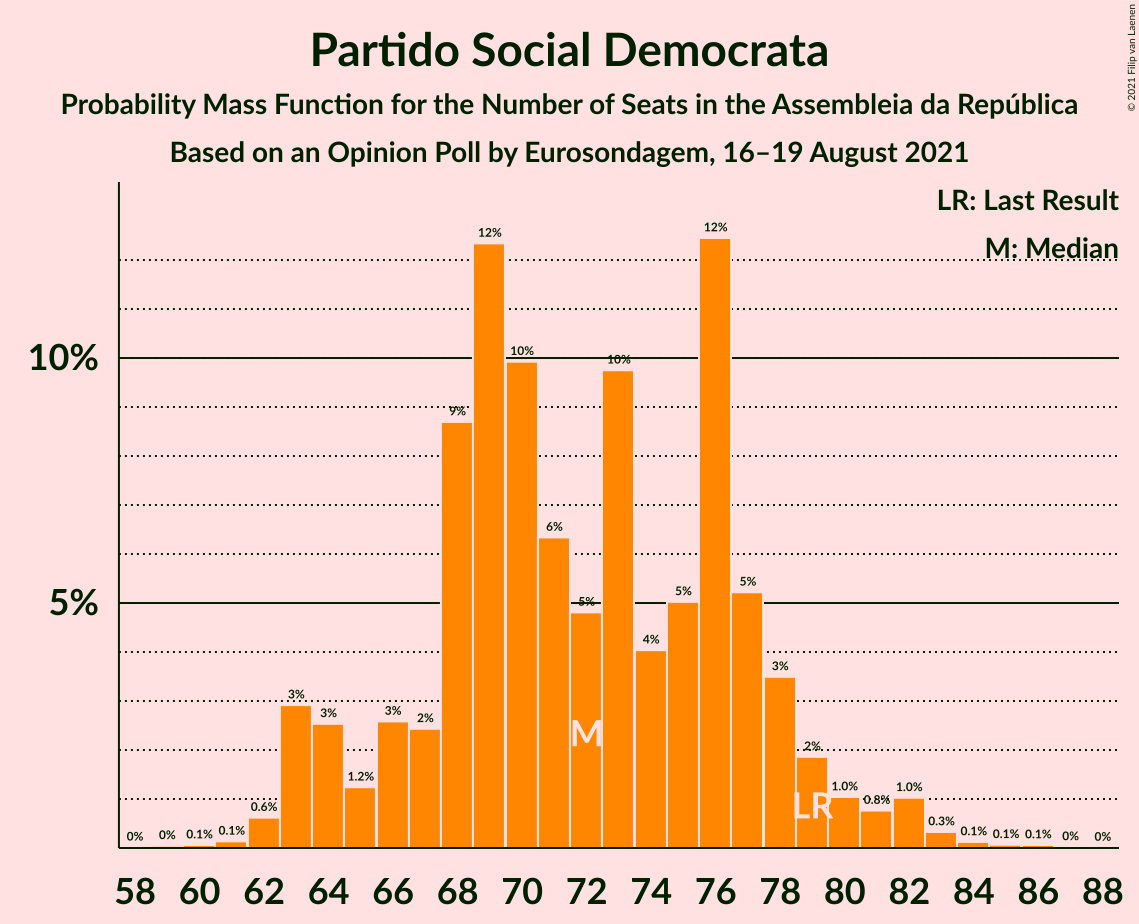 Partido Social Democrata
Probability Mass Function for the Number of Seats in the Assembleia da República
Based on an Opinion Poll by Eurosondagem, 16–19 August 2021
© 2021 Filip van Laenen
LR: Last Result
M: Median
10%
5%
0% 0% 0.1% 0.1% 0.6% 3% 3% 1.2% 3% 2% 9% 12% 10% 6% 5% 10% 4% 5% 12% 5% 3% 2% 1.0% 0.8% 1.0% 0.3% 0.1% 0.1% 0.1% 0% 0%
M
LR
58 60 62 64 66 68 70 72 74 76 78 80 82 84 86 88